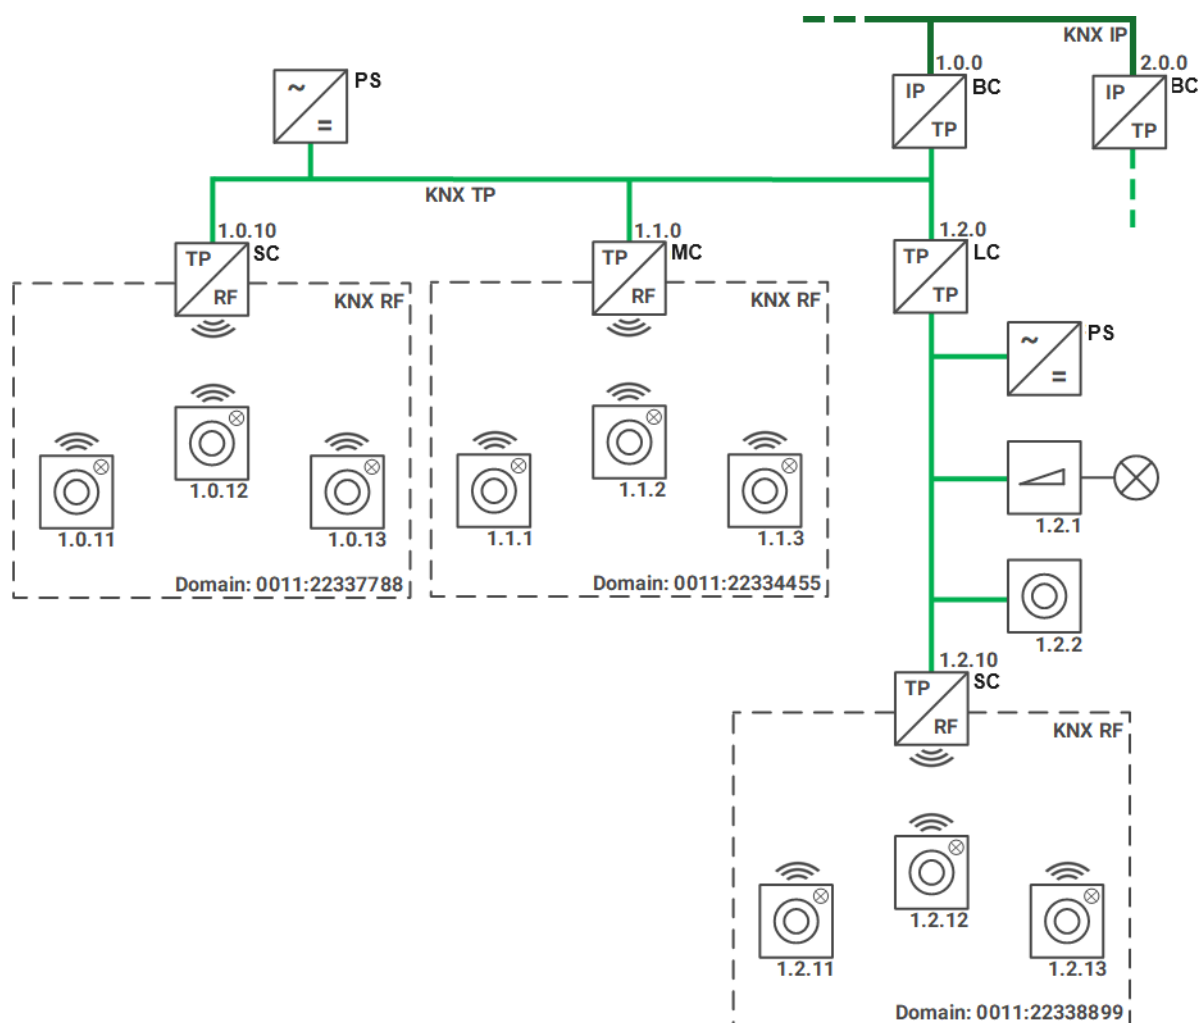 KNX IP
1.0.0
2.0.0
PS
IP
BC
IP
BC
~
=
TP
TP
KNX TP
1.0.10
1.1.0
1.2.0
TP
SC
TP
MC
TP
LC
RF
KNX RF
RF
KNX RF
TP
~
PS
=
1.0.12
1.1.2
1.0.11
1.0.13
1.1.1
1.1.3
1.2.1
Domain: 0011:22337788
Domain: 0011:22334455
1.2.2
1.2.10
TP
SC
RF
KNX RF
1.2.12
1.2.11
1.2.13
Domain: 0011:22338899